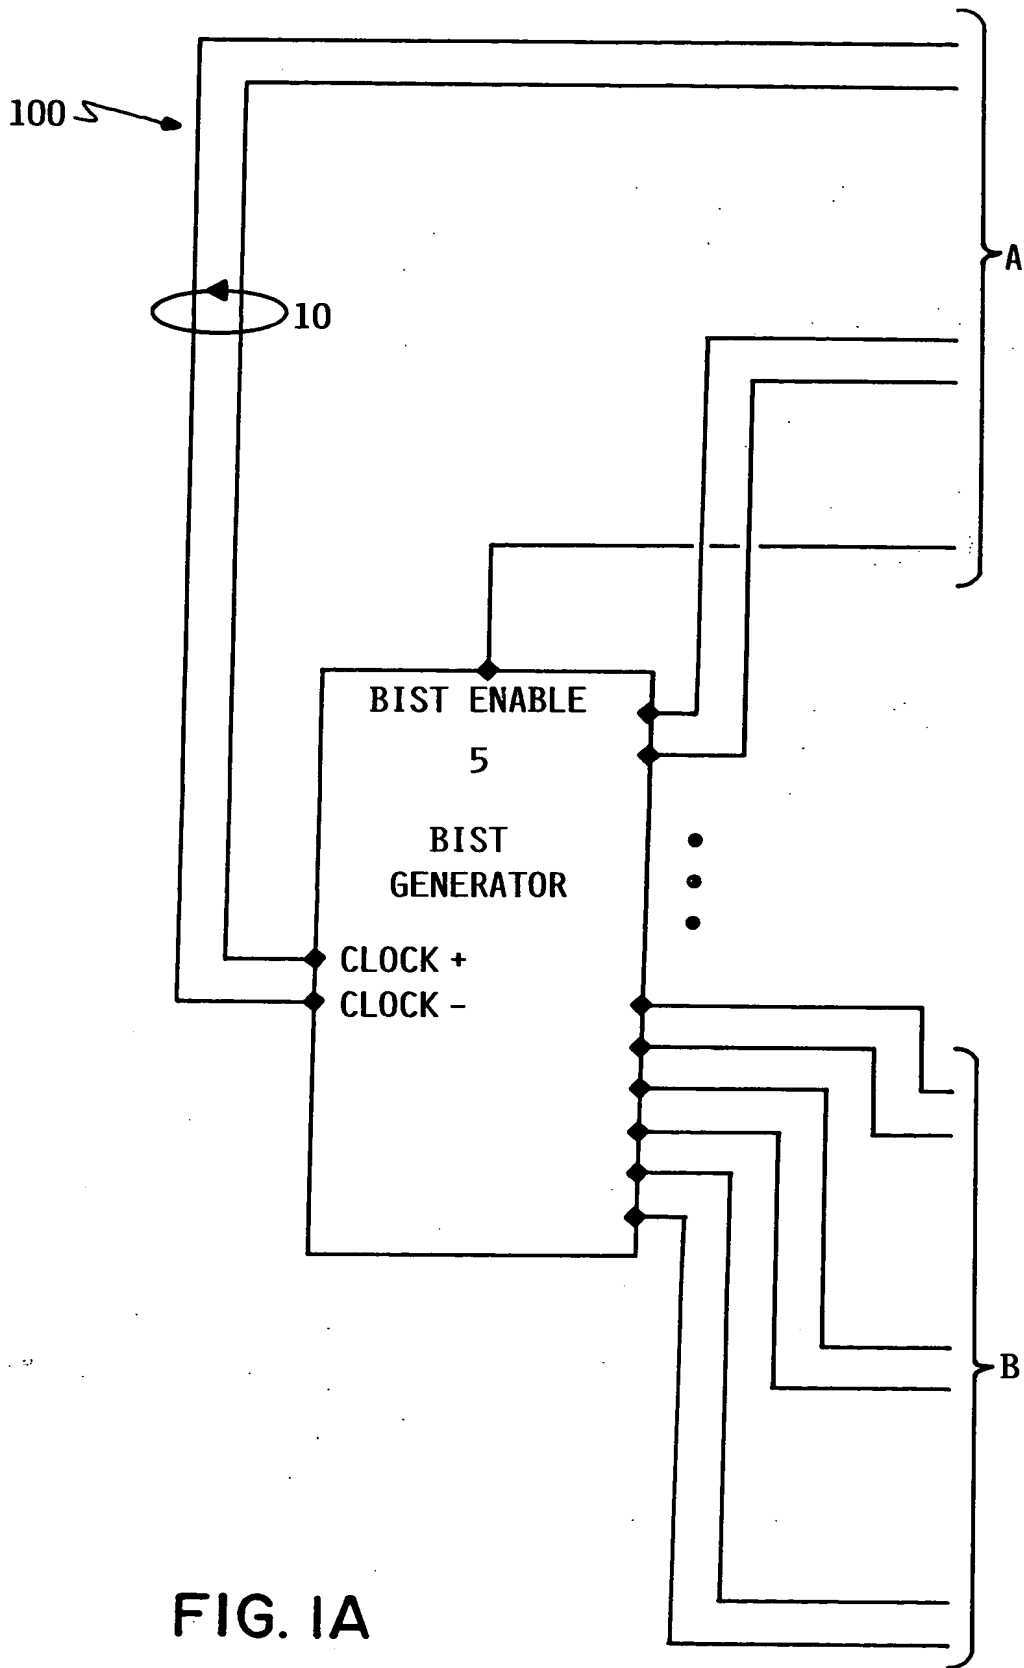 100
A
10
BIST ENABLE
5
BIST
GENERATOR
CLOCK +
CLOCK -
B
FIG. 1A